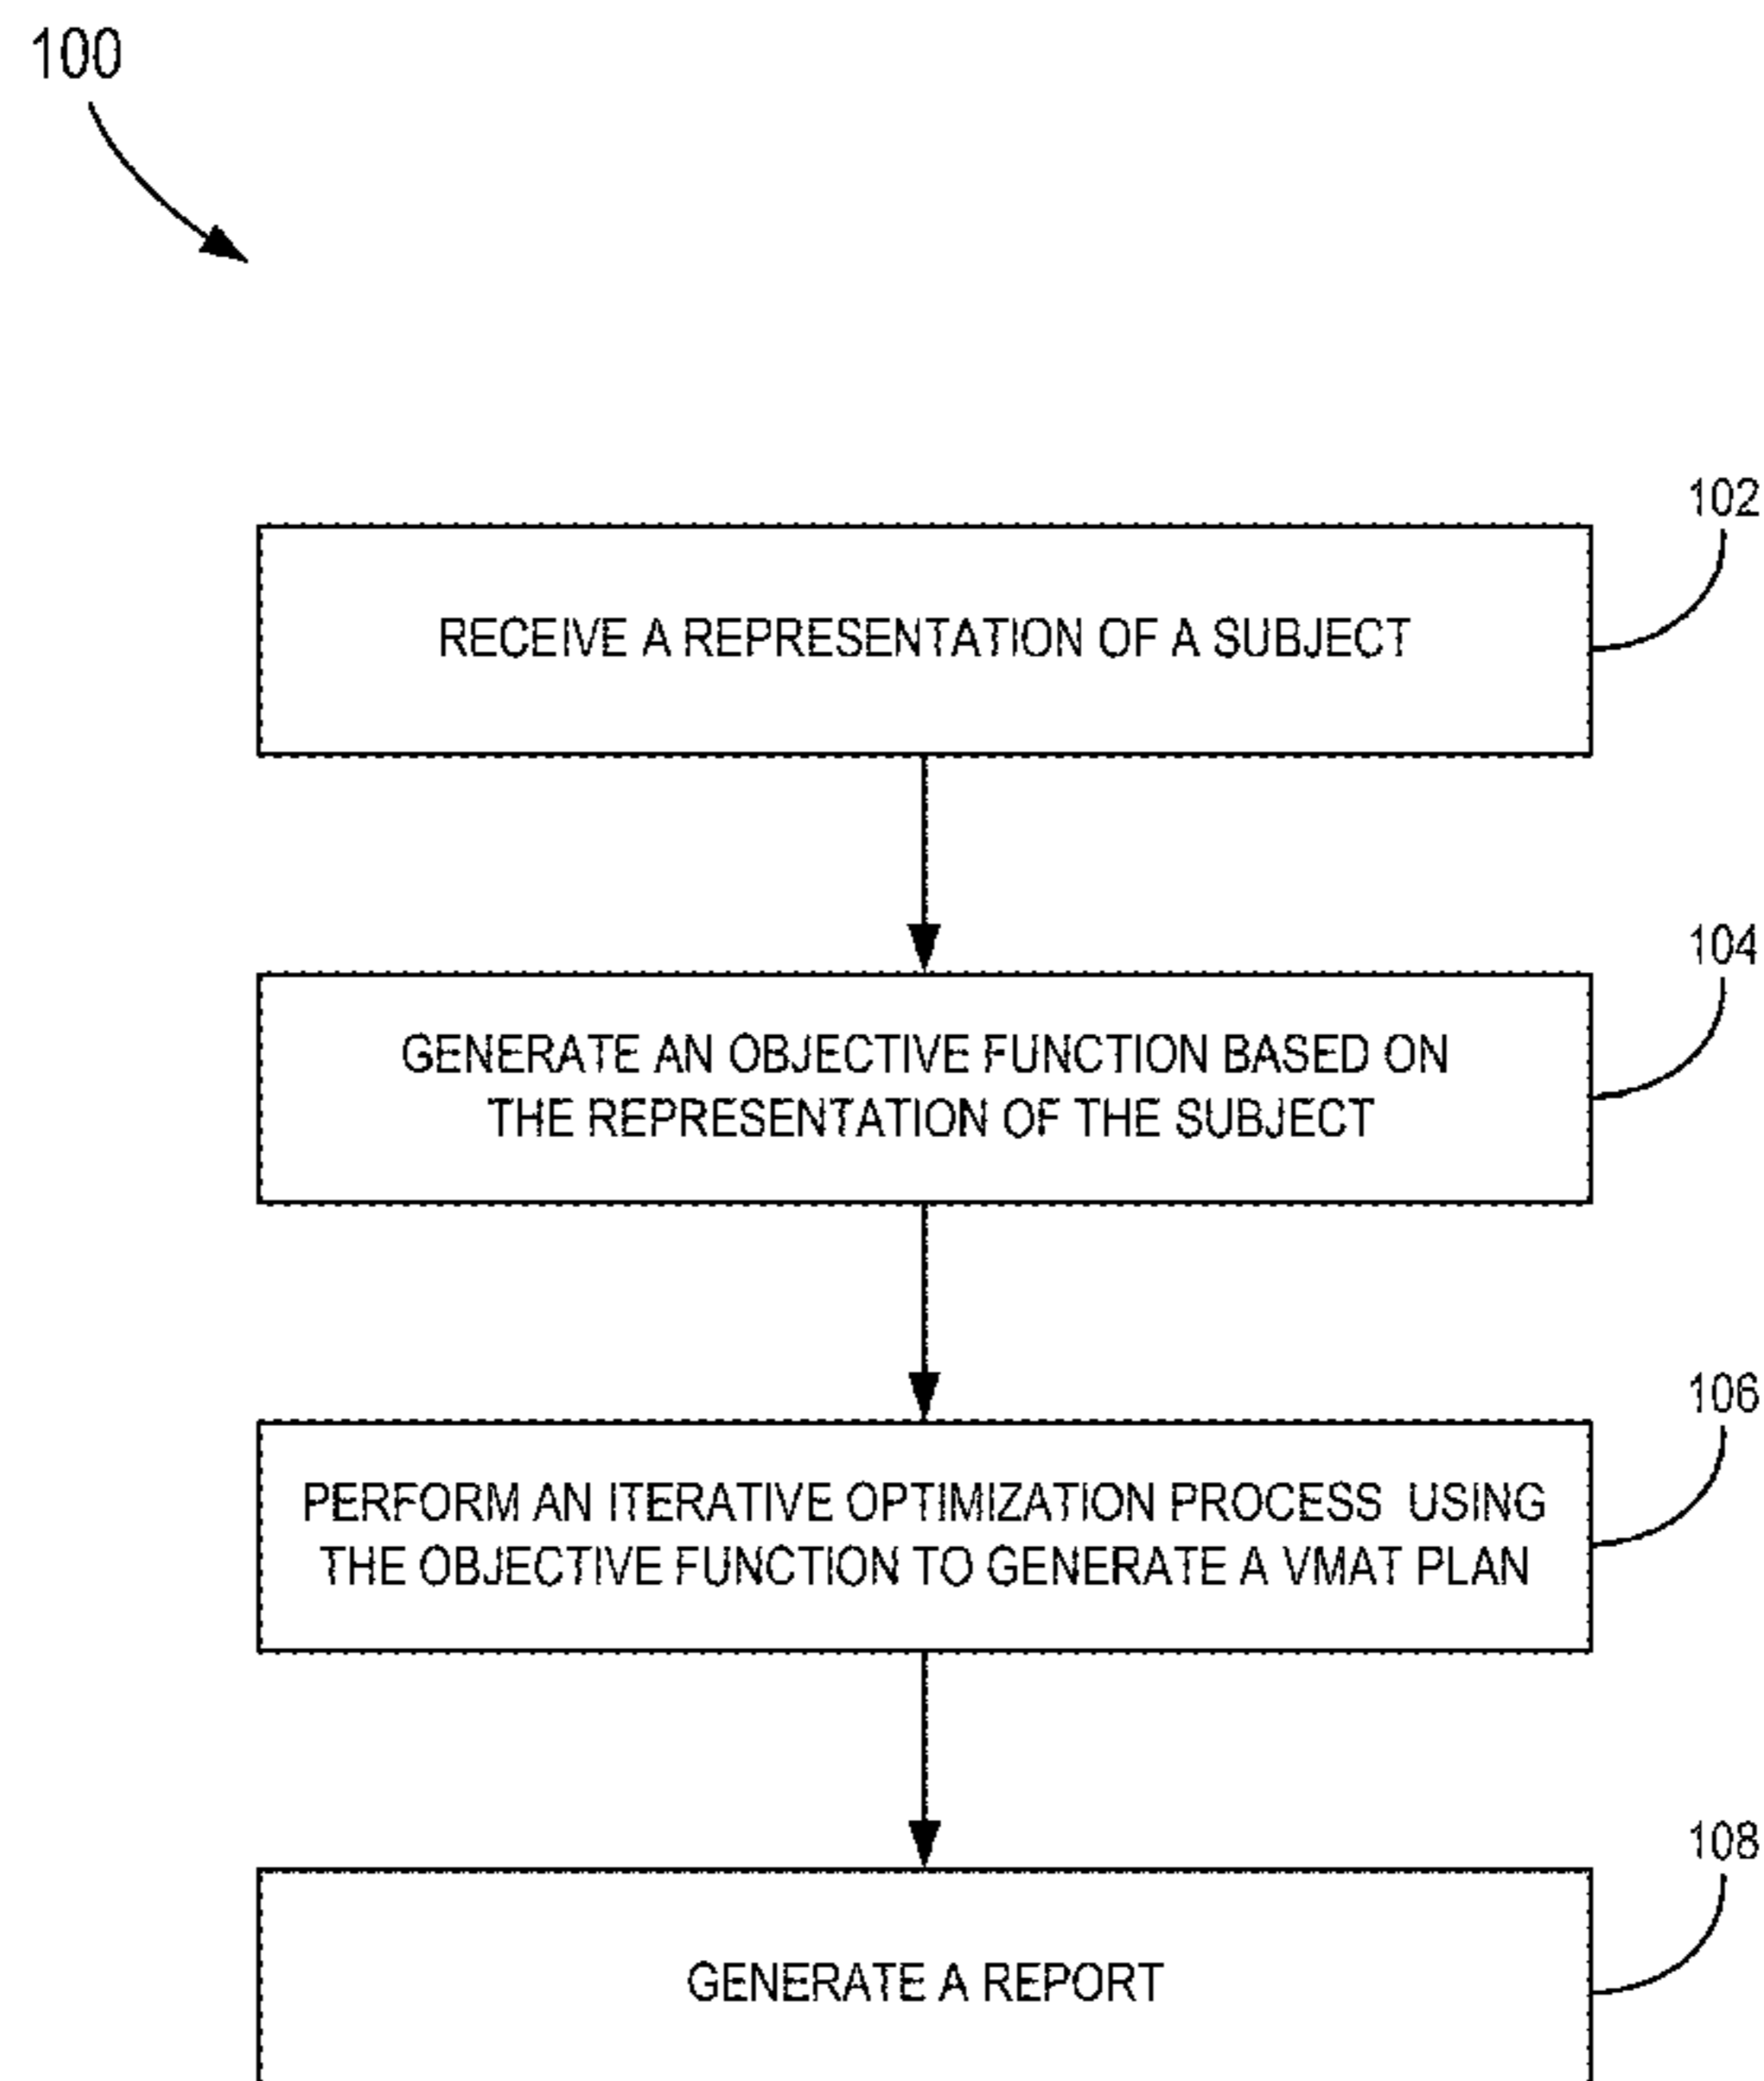 100
102
RECEIVE A REPRESENTATION OF A SUBJECT
104
GENERATE AN OBJECTIVE FUNCTION BASED ON
THE REPRESENTATION OF THE SUBJECT
106
PERFORM AN ITERATIVE OPTIMIZATION PROCESS USING
THE OBJECTIVE FUNCTION TO GENERATE A VMAT PLAN
108
GENERATE A REPORT